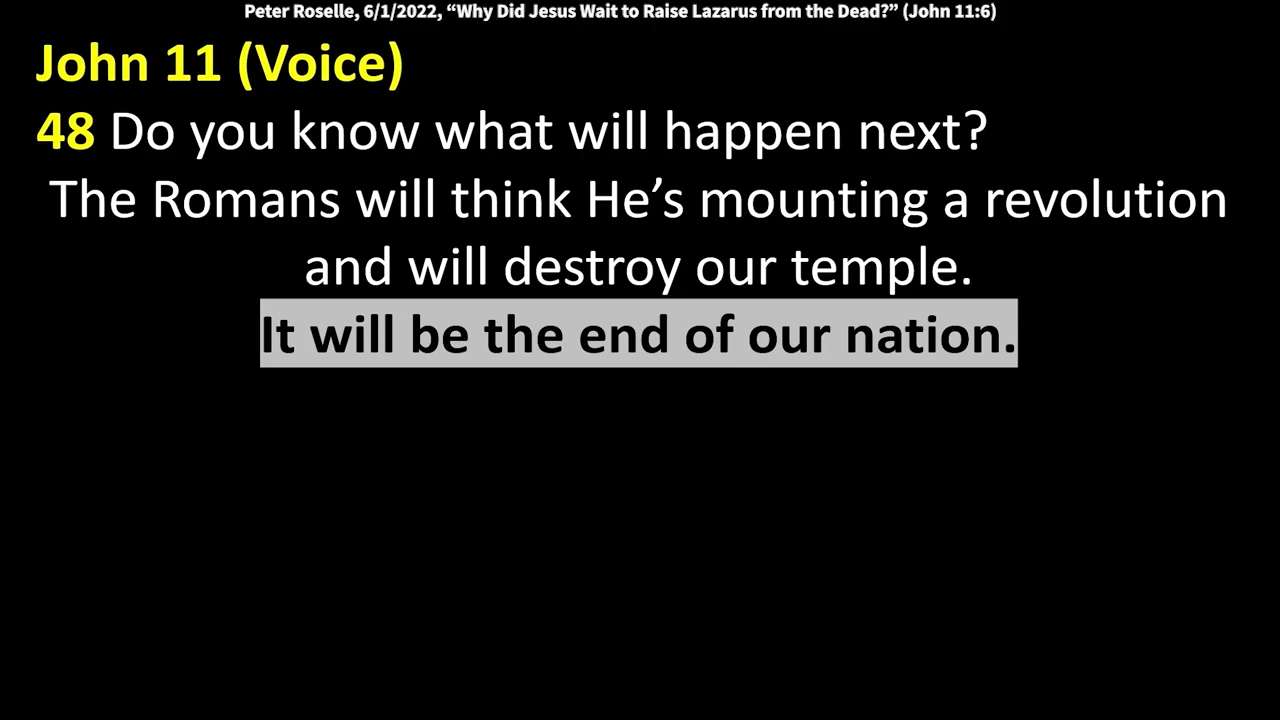 Peter Roselle, 6/1/2022, “Why Did Jesus Wait to Raise Lazarus from the Dead?” (John 11:6)
John 11 (Voice)
48 Do you know what will happen next?
The Romans will think He’s mounting a revolution
and will destroy our temple.
It will be the end of our nation.